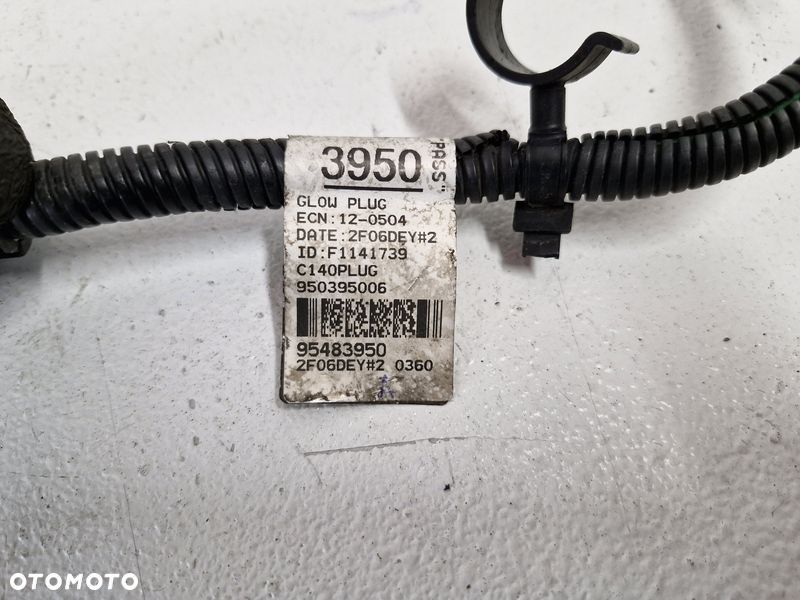 3950
"PASS"
GLOW PLUG
ECN:12-0504
DATE:2F06DEY#2
ID:F1141739
C140PLUG
950395006
95483950
2F06DEY#2 0360
OTOMOTO